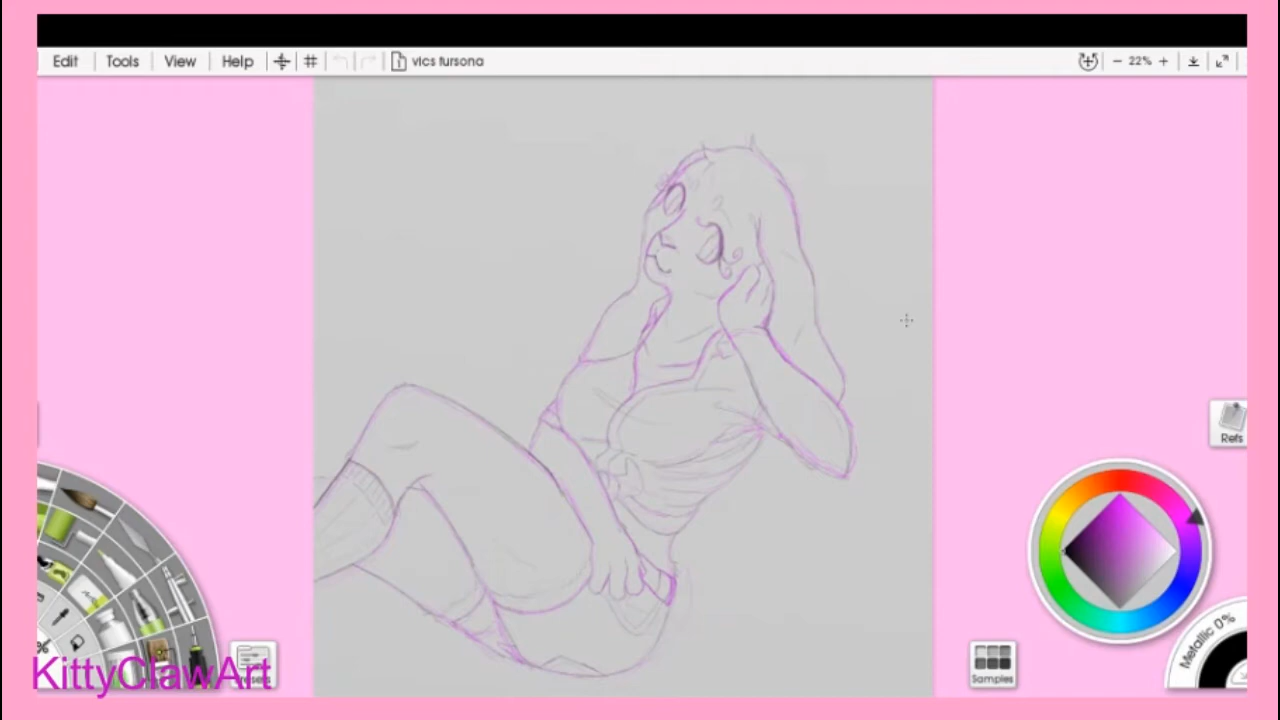 Edit Tools View Help vics fursona 22%
Refs
Metallic 0%
Samples
KittyClawArt